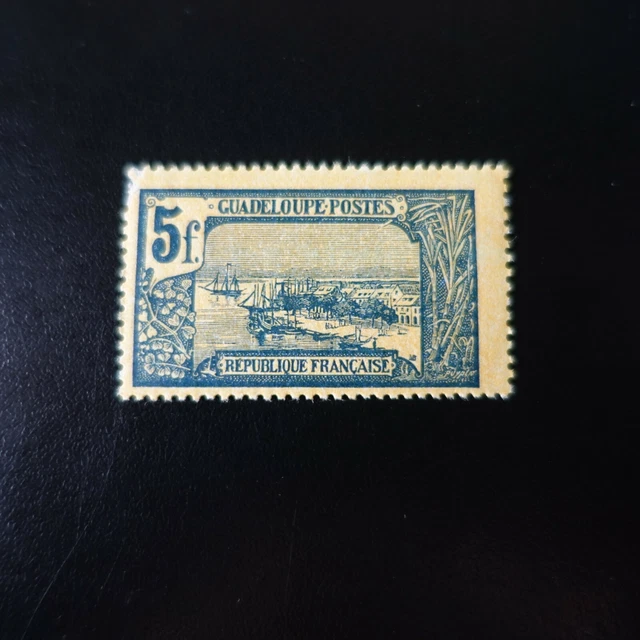 5f.
GUADELOUPE-POSTES
RÉPUBLIQUE FRANÇAISE